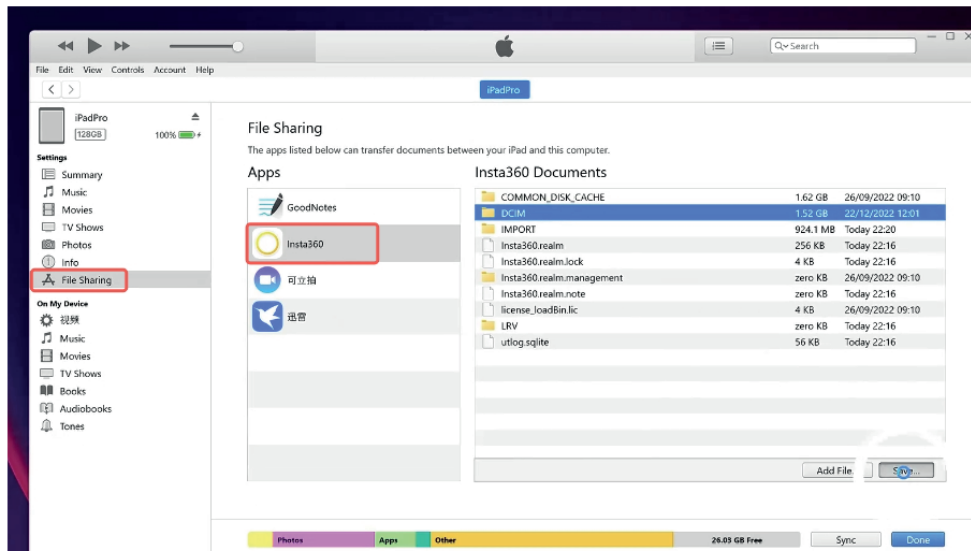 Search
File Edit View Controls Account Help
iPadPro
iPadPro
128GB 100%
Settings
Summary
Music
Movies
TV Shows
Photos
Info
File Sharing
On My Device
视频
Music
Movies
TV Shows
Books
Audiobooks
Tones
File Sharing
The apps listed below can transfer documents between your iPad and this computer.
Apps
GoodNotes
Insta360
可立拍
迅雷
Insta360 Documents
COMMON_DISK_CACHE 1.62 GB 26/09/2022 09:10
DCIM 1.52 GB 22/12/2022 12:01
IMPORT 924.1 MB Today 22:20
Insta360.realm 256 KB Today 22:16
Insta360.realm.lock 4 KB Today 22:16
Insta360.realm.management zero KB 26/09/2022 09:10
Insta360.realm.note zero KB Today 22:16
license_loadBin.lic 4 KB 26/09/2022 09:10
LRV zero KB Today 22:16
utlog.sqlite 56 KB Today 22:16
Add File Save...
Photos Apps Other 26.03 GB Free Sync Done